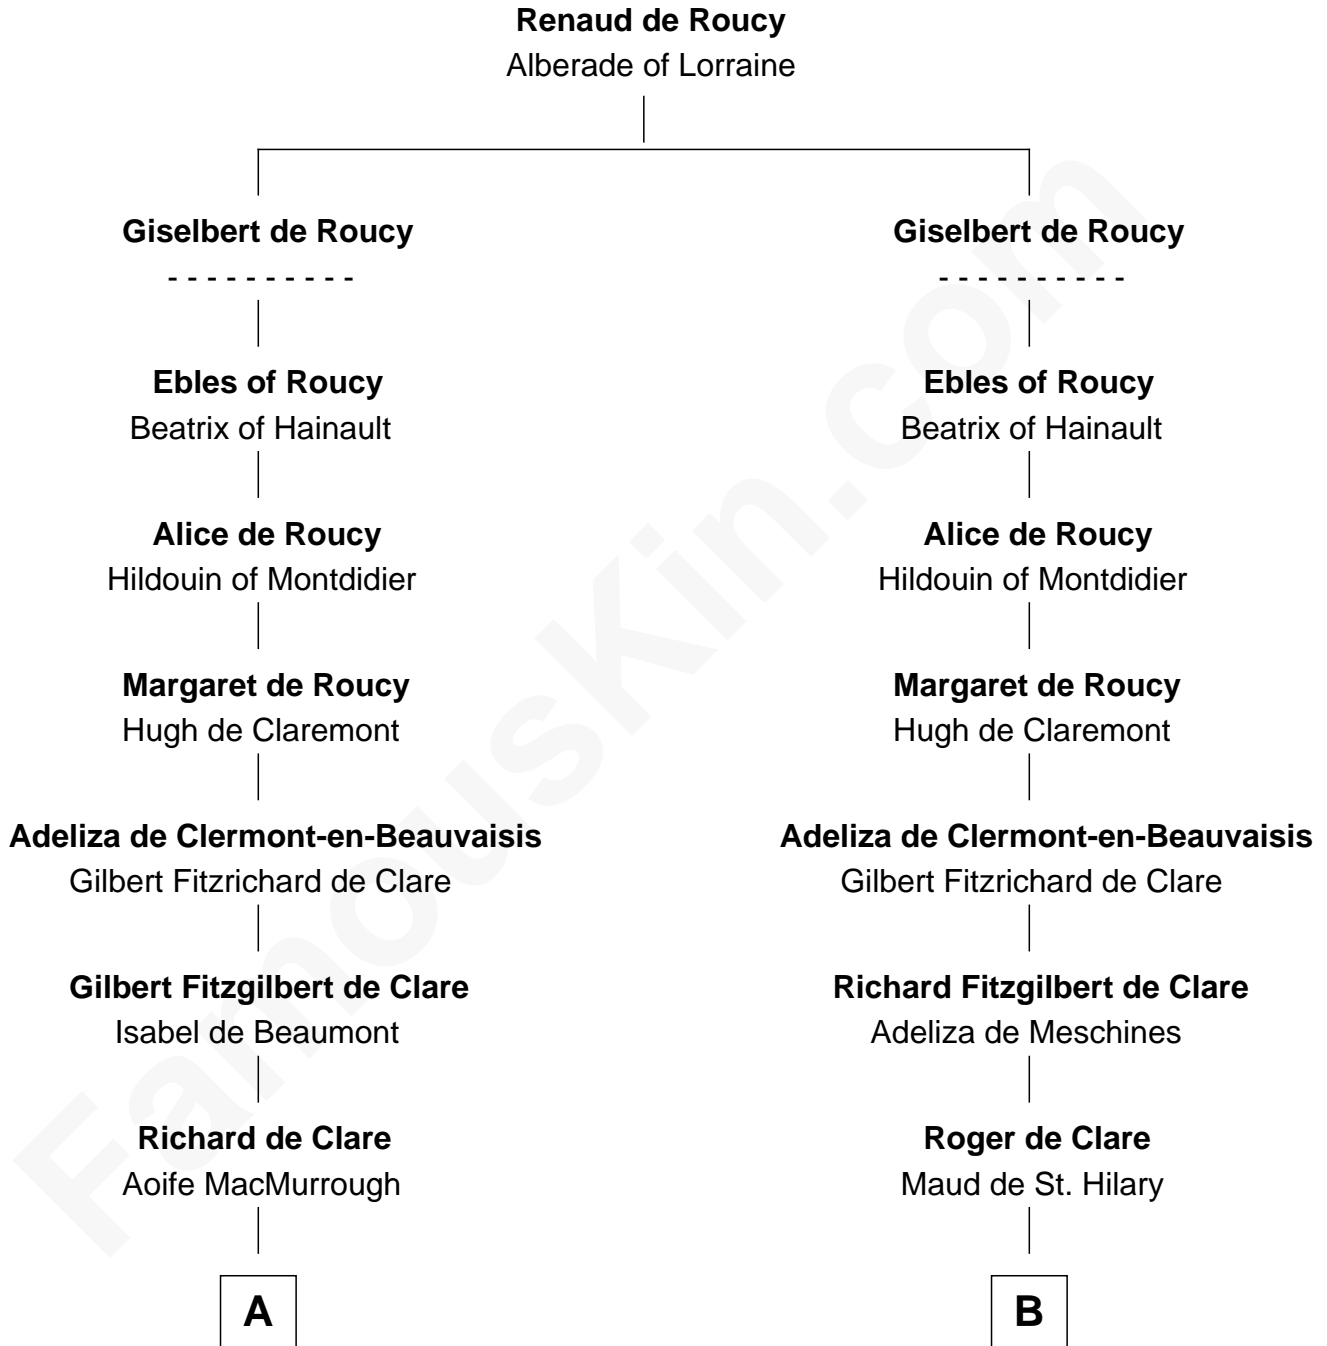 Renaud de Roucy
Alberade of Lorraine
Giselbert de Roucy
Giselbert de Roucy
- - - - - - - - - -
- - - - - - - - - -
Ebles of Roucy
Ebles of Roucy
Beatrix of Hainault
Beatrix of Hainault
Alice de Roucy
Alice de Roucy
Hildouin of Montdidier
Hildouin of Montdidier
Margaret de Roucy
Margaret de Roucy
Hugh de Claremont
Hugh de Claremont
Adeliza de Clermont-en-Beauvaisis
Adeliza de Clermont-en-Beauvaisis
Gilbert Fitzrichard de Clare
Gilbert Fitzrichard de Clare
Gilbert Fitzgilbert de Clare
Richard Fitzgilbert de Clare
Isabel de Beaumont
Adeliza de Meschines
Richard de Clare
Roger de Clare
Aoife MacMurrough
Maud de St. Hilary
A
B
FamousKin.com